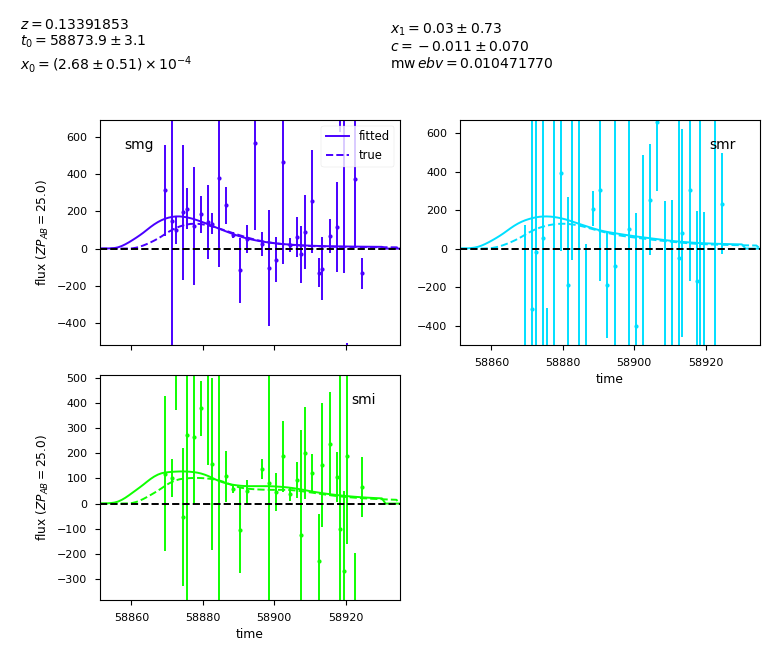 z = 0.13391853
t₀ = 58873.9 ± 3.1
x₀ = (2.68 ± 0.51) × 10⁻⁴
x₁ = 0.03 ± 0.73
c = −0.011 ± 0.070
mw ebv = 0.010471770
smg
fitted
true
600
400
200
0
−200
−400
flux (ZP_AB = 25.0)
smr
600
400
200
0
−200
−400
58860 58880 58900 58920
time
smi
500
400
300
200
100
0
−100
−200
−300
flux (ZP_AB = 25.0)
58860 58880 58900 58920
time